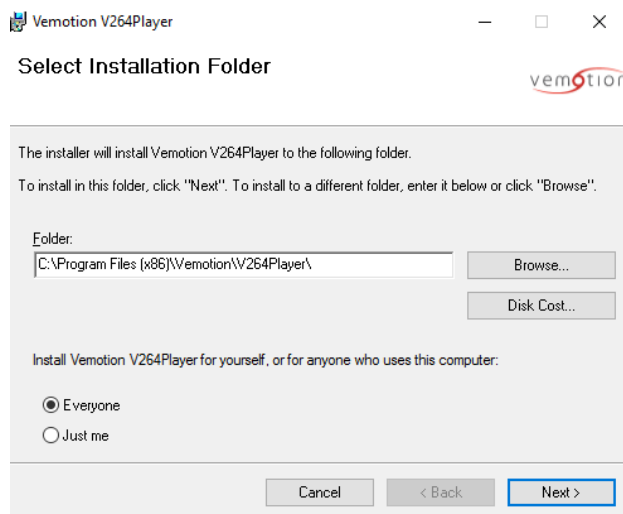 Vemotion V264Player
Select Installation Folder
vemotion
The installer will install Vemotion V264Player to the following folder.
To install in this folder, click "Next". To install to a different folder, enter it below or click "Browse".
Folder:
C:\Program Files (x86)\Vemotion\V264Player\
Browse...
Disk Cost...
Install Vemotion V264Player for yourself, or for anyone who uses this computer:
Everyone
Just me
Cancel
< Back
Next >